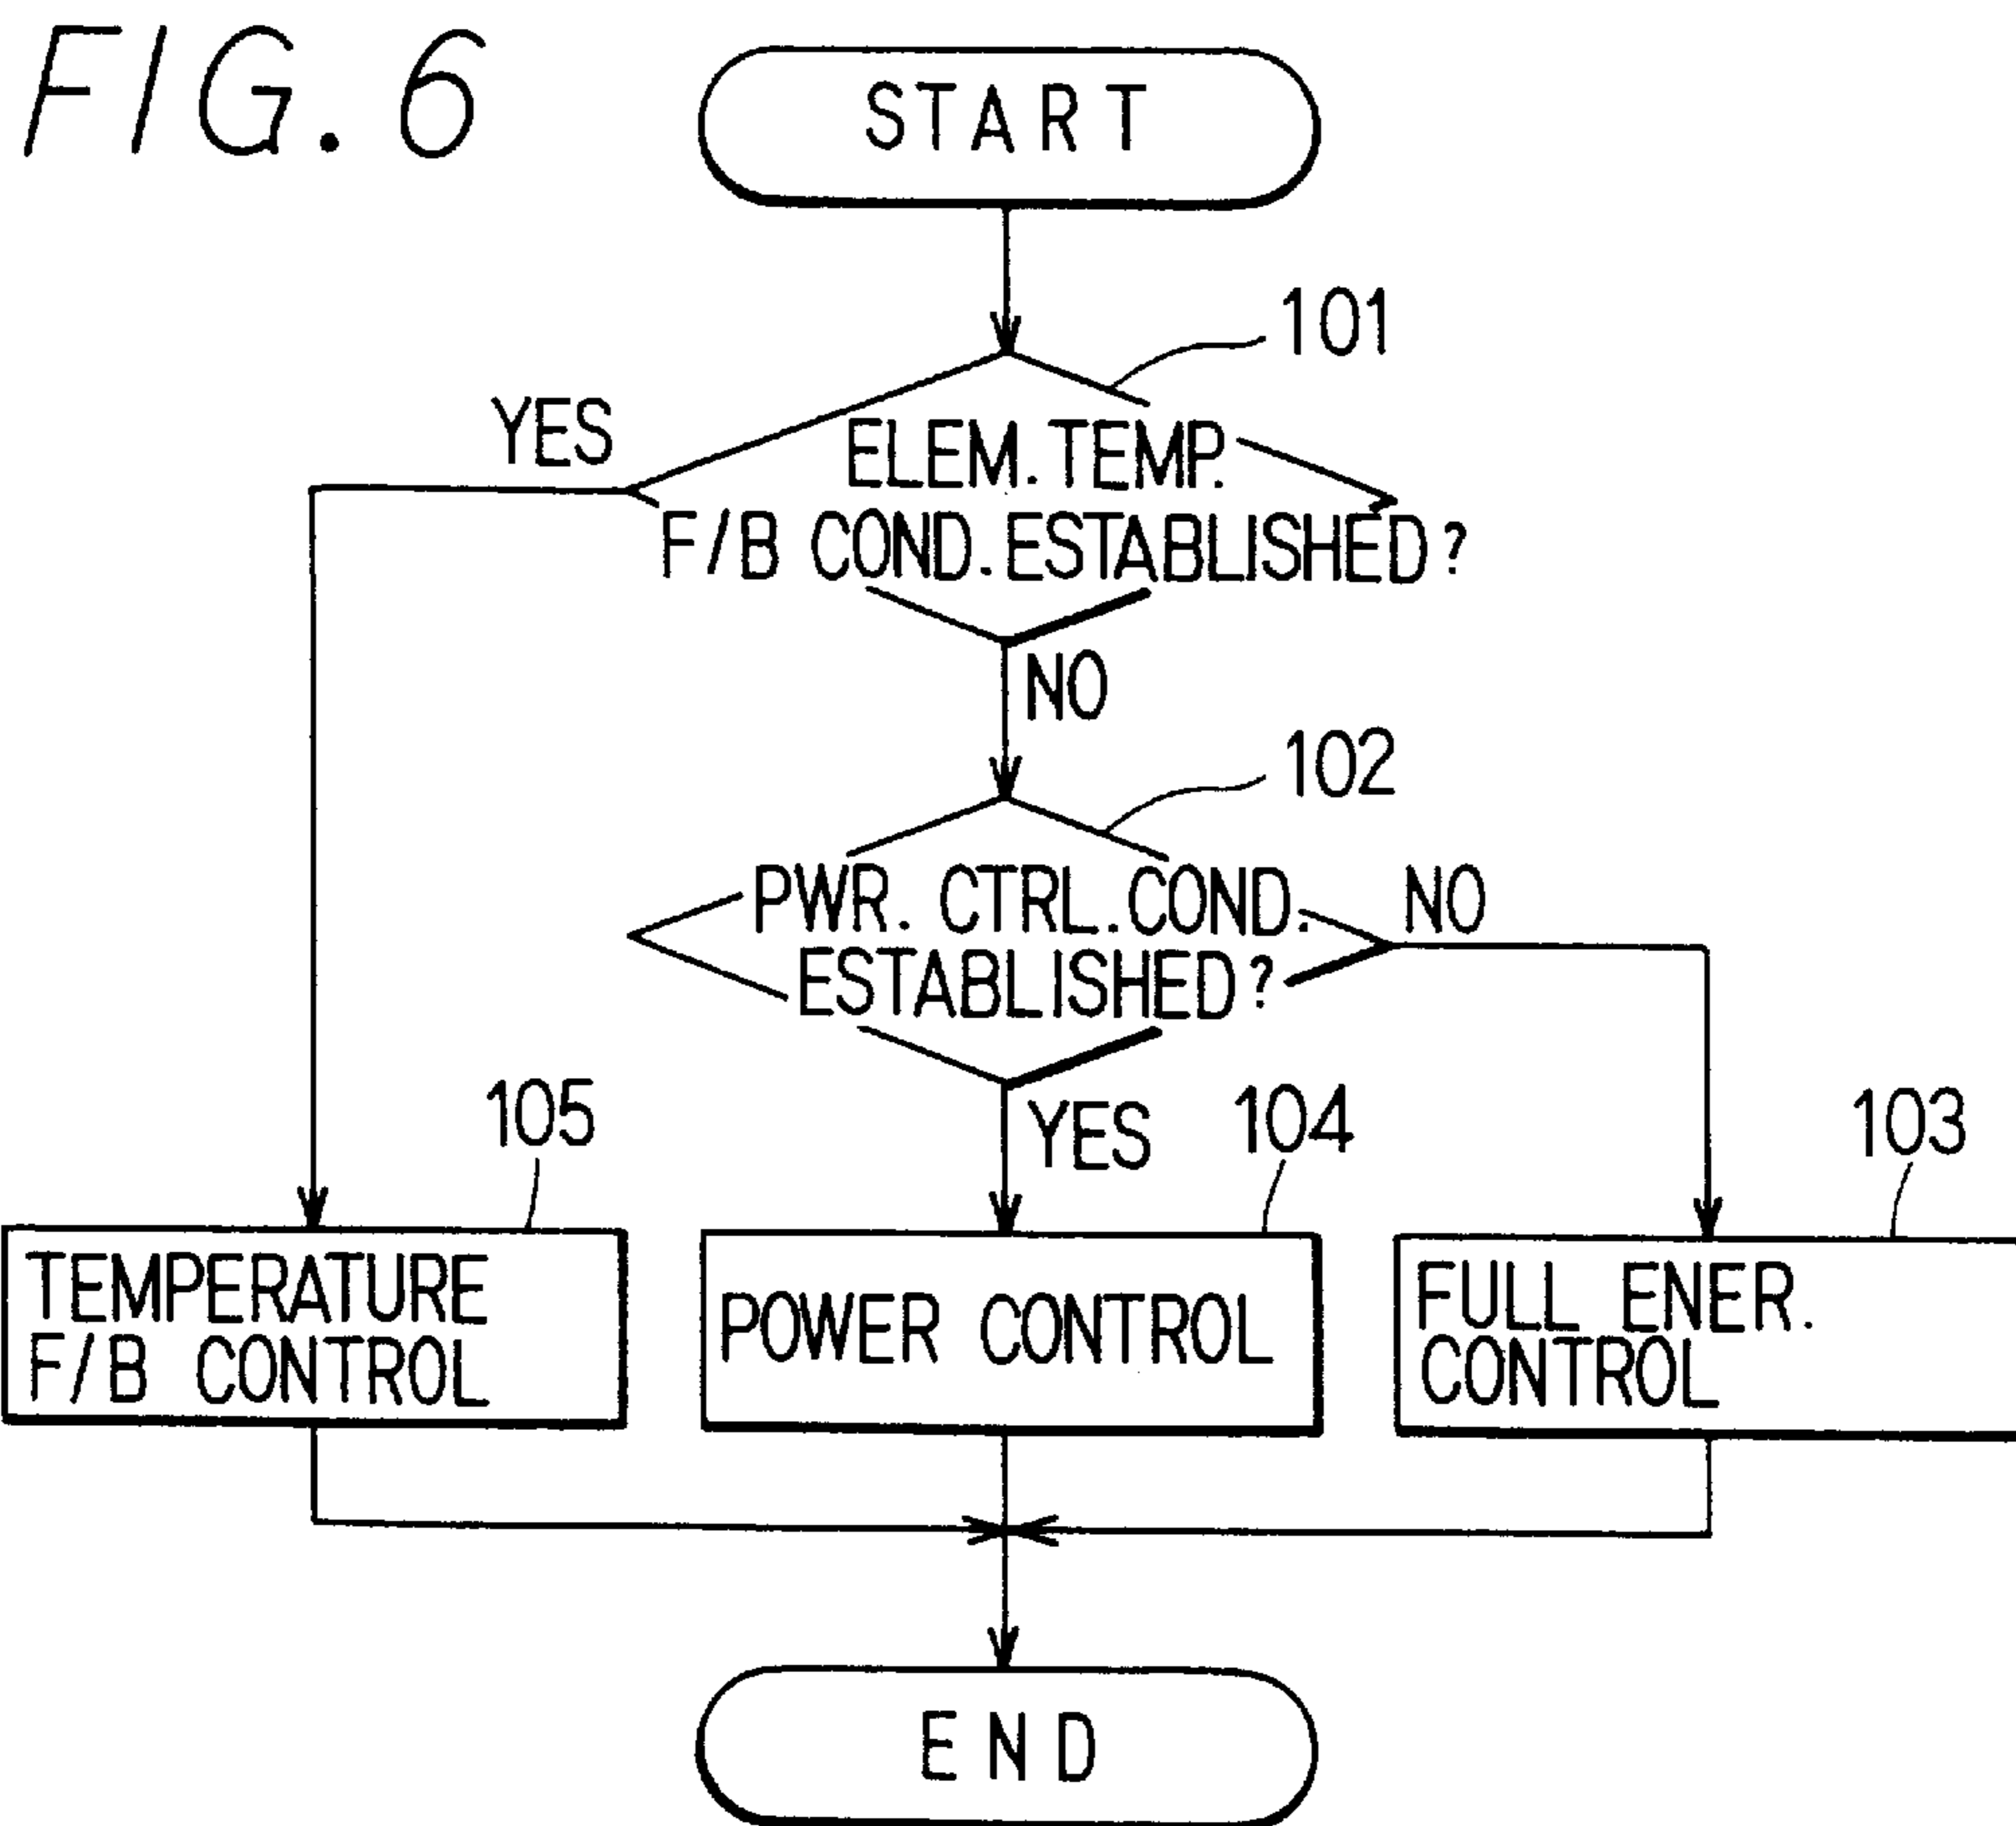 FIG. 6
START
101
YES
ELEM. TEMP.
F/B COND. ESTABLISHED?
NO
102
PWR. CTRL. COND.
ESTABLISHED?
NO
YES
105
104
103
TEMPERATURE
F/B CONTROL
POWER CONTROL
FULL ENER.
CONTROL
END